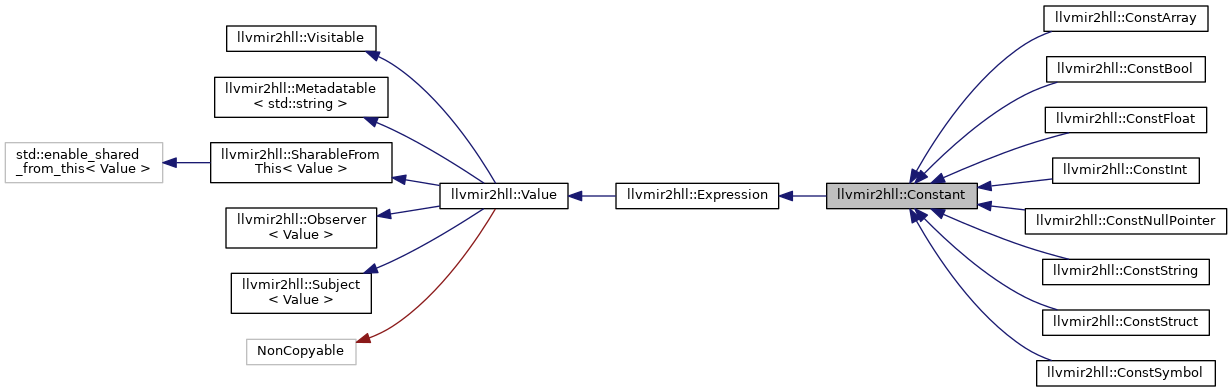 llvmir2hll::Visitable
llvmir2hll::Metadatable
< std::string >
std::enable_shared
_from_this< Value >
llvmir2hll::SharableFrom
This< Value >
llvmir2hll::Observer
< Value >
llvmir2hll::Subject
< Value >
NonCopyable
llvmir2hll::Value
llvmir2hll::Expression
llvmir2hll::Constant
llvmir2hll::ConstArray
llvmir2hll::ConstBool
llvmir2hll::ConstFloat
llvmir2hll::ConstInt
llvmir2hll::ConstNullPointer
llvmir2hll::ConstString
llvmir2hll::ConstStruct
llvmir2hll::ConstSymbol